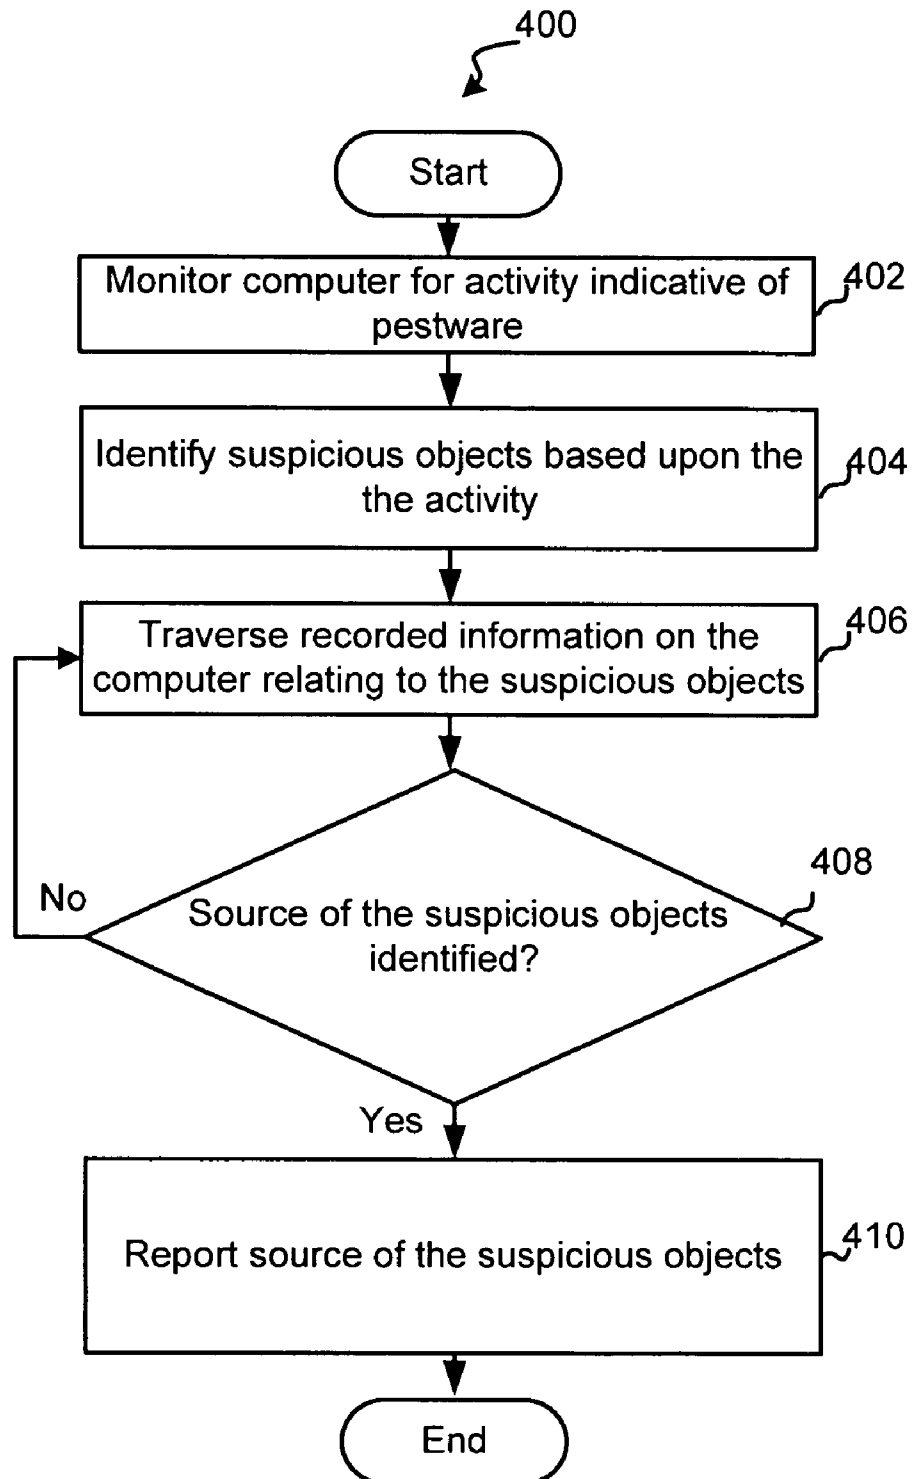 400
Start
Monitor computer for activity indicative of
pestware
402
Identify suspicious objects based upon the
the activity
404
Traverse recorded information on the
computer relating to the suspicious objects
406
408
No
Source of the suspicious objects
identified?
Yes
Report source of the suspicious objects
410
End